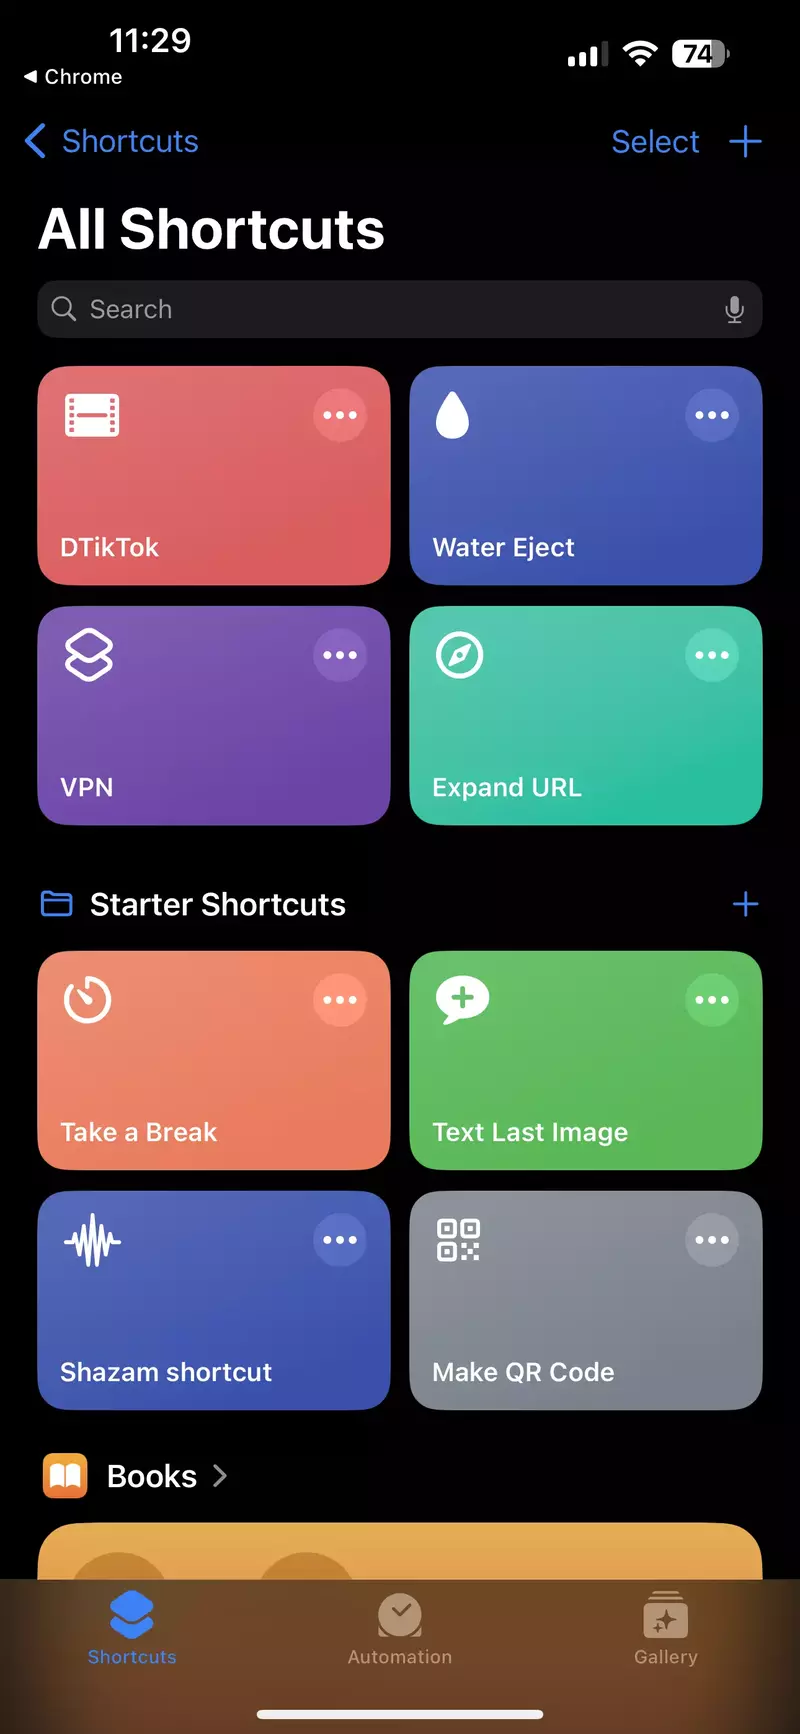 11:29
74
◀ Chrome
Shortcuts
Select
All Shortcuts
Search
DTikTok
Water Eject
VPN
Expand URL
Starter Shortcuts
Take a Break
Text Last Image
Shazam shortcut
Make QR Code
Books
Shortcuts
Automation
Gallery